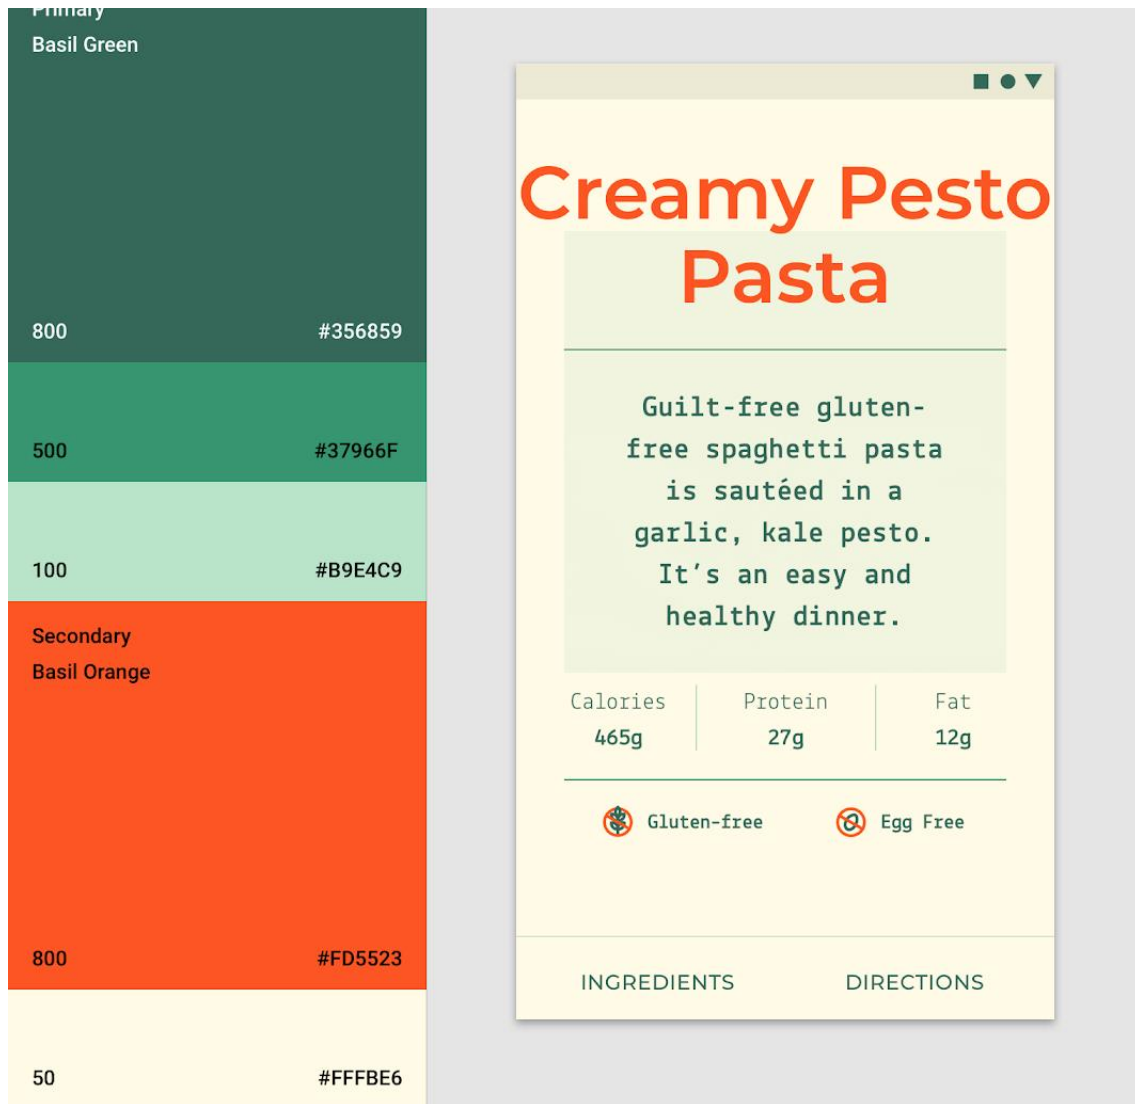 Primary
Basil Green
800 #356859
500 #37966F
100 #B9E4C9
Secondary
Basil Orange
800 #FD5523
50 #FFFBE6
Creamy Pesto
Pasta
Guilt-free gluten-
free spaghetti pasta
is sautéed in a
garlic, kale pesto.
It’s an easy and
healthy dinner.
Calories Protein Fat
465g 27g 12g
Gluten-free Egg Free
INGREDIENTS DIRECTIONS